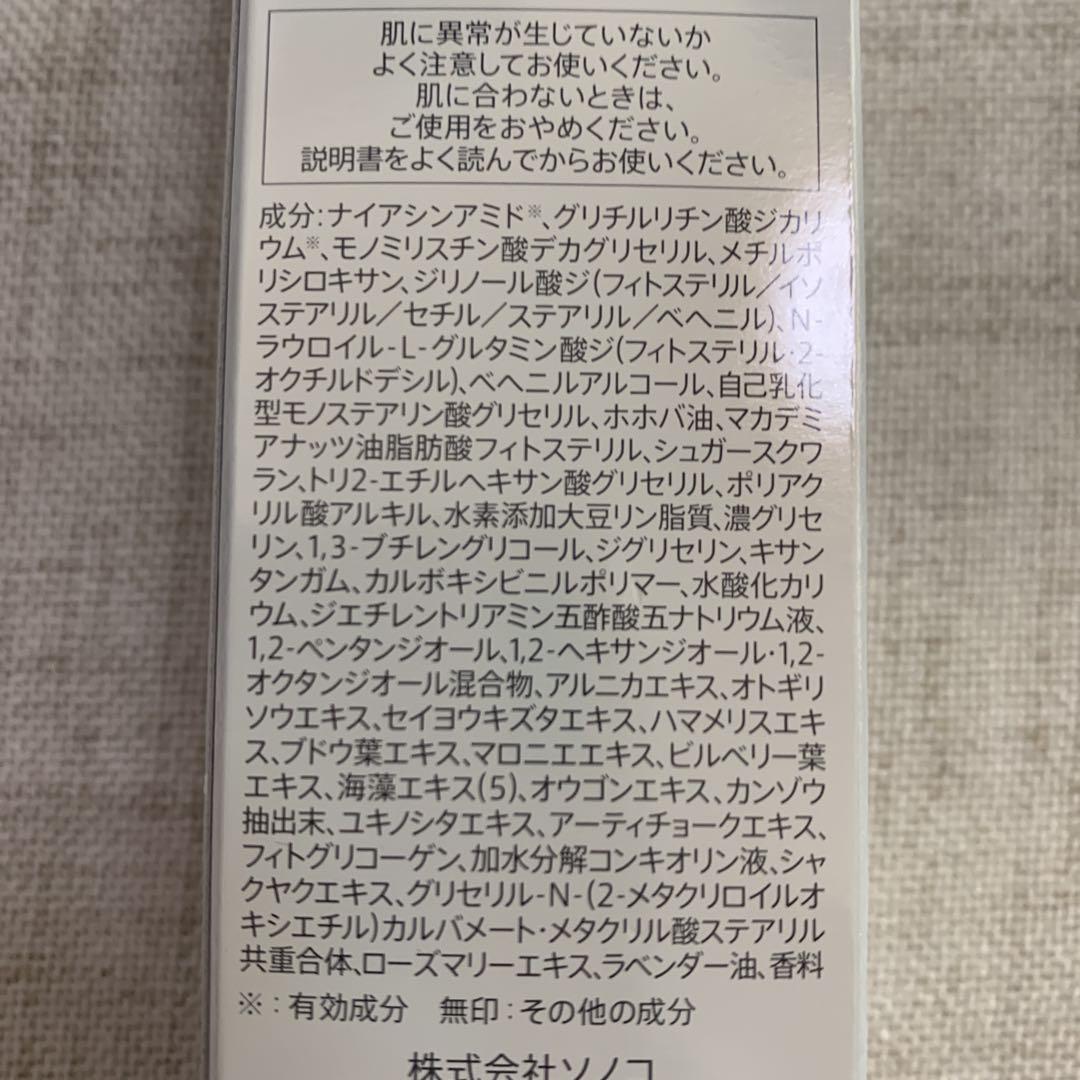 肌に異常が生じていないか
よく注意してお使いください。
肌に合わないときは、
ご使用をおやめください。
説明書をよく読んでからお使いください。
成分：ナイアシンアミド※、グリチルリチン酸ジカリ
ウム※、モノミリスチン酸デカグリセリル、メチルポ
リシロキサン、ジリノール酸ジ(フィトステリル／イソ
ステアリル／セチル／ステアリル／ベヘニル)、N-
ラウロイル-L-グルタミン酸ジ(フィトステリル・2-
オクチルドデシル)、ベヘニルアルコール、自己乳化
型モノステアリン酸グリセリル、ホホバ油、マカデミ
アナッツ油脂肪酸フィトステリル、シュガースクワ
ラン、トリ2-エチルヘキサン酸グリセリル、ポリアク
リル酸アルキル、水素添加大豆リン脂質、濃グリセ
リン、1,3-ブチレングリコール、ジグリセリン、キサン
タンガム、カルボキシビニルポリマー、水酸化カリ
ウム、ジエチレントリアミン五酢酸五ナトリウム液、
1,2-ペンタンジオール、1,2-ヘキサンジオール・1,2-
オクタンジオール混合物、アルニカエキス、オトギリ
ソウエキス、セイヨウキズタエキス、ハマメリスエキ
ス、ブドウ葉エキス、マロニエエキス、ビルベリー葉
エキス、海藻エキス(5)、オウゴンエキス、カンゾウ
抽出末、ユキノシタエキス、アーティチョークエキス、
フィトグリコーゲン、加水分解コンキオリン液、シャ
クヤクエキス、グリセリル-N-(2-メタクリロイルオ
キシエチル)カルバメート・メタクリル酸ステアリル
共重合体、ローズマリーエキス、ラベンダー油、香料
※：有効成分　無印：その他の成分
株式会社ソノコ